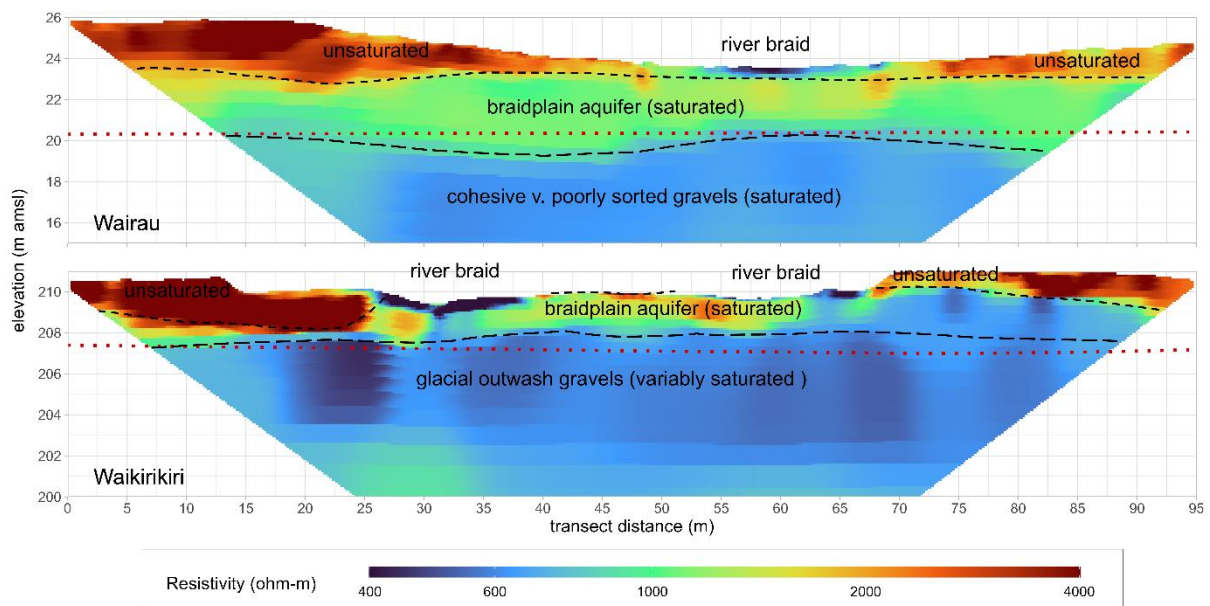 26
24
22
20
18
16
unsaturated
river braid
unsaturated
braidplain aquifer (saturated)
cohesive v. poorly sorted gravels (saturated)
Wairau
elevation (m amsl)
210
208
206
204
202
200
unsaturated
river braid
river braid
unsaturated
braidplain aquifer (saturated)
glacial outwash gravels (variably saturated )
Waikirikiri
0 5 10 15 20 25 30 35 40 45 50 55 60 65 70 75 80 85 90 95
transect distance (m)
Resistivity (ohm-m)
400 600 1000 2000 4000